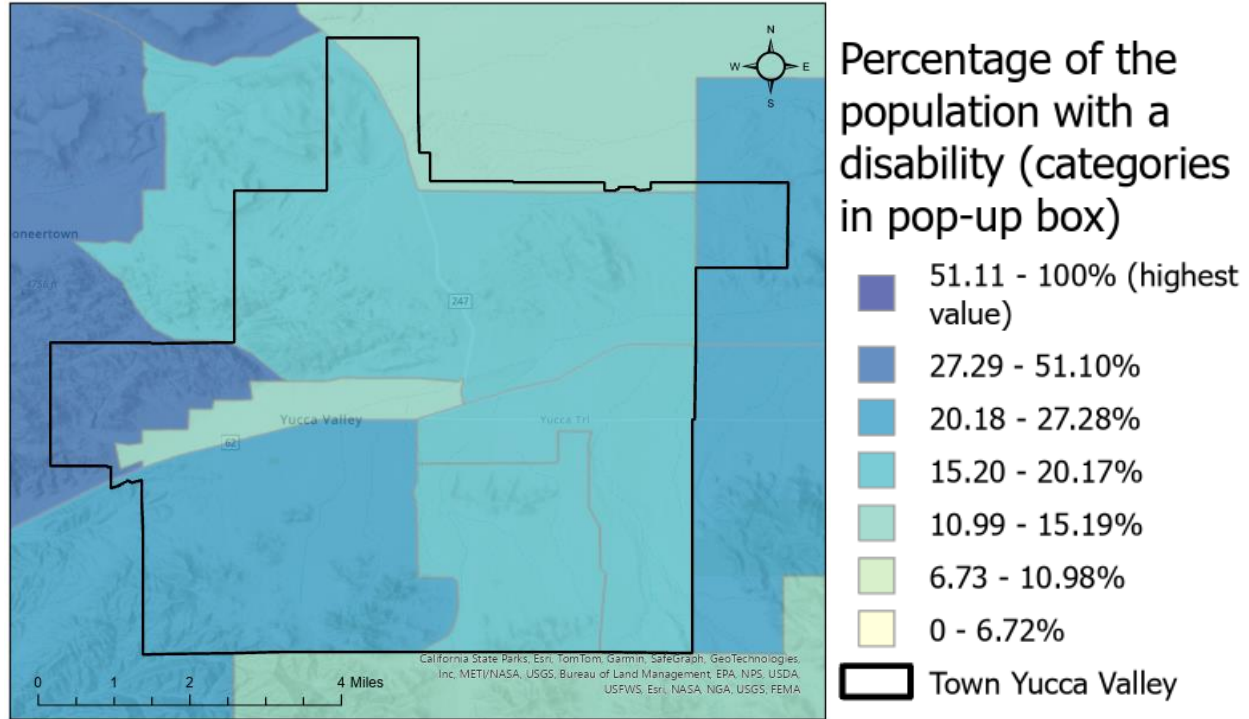 N
W E
S
oneertown
247
Yucca Valley
Yucca Trl
62
California State Parks, Esri, TomTom, Garmin, SafeGraph, GeoTechnologies,
Inc, METI/NASA, USGS, Bureau of Land Management, EPA, NPS, USDA,
USFWS, Esri, NASA, NGA, USGS, FEMA
0 1 2 4 Miles
Percentage of the
population with a
disability (categories
in pop-up box)
51.11 - 100% (highest
value)
27.29 - 51.10%
20.18 - 27.28%
15.20 - 20.17%
10.99 - 15.19%
6.73 - 10.98%
0 - 6.72%
Town Yucca Valley